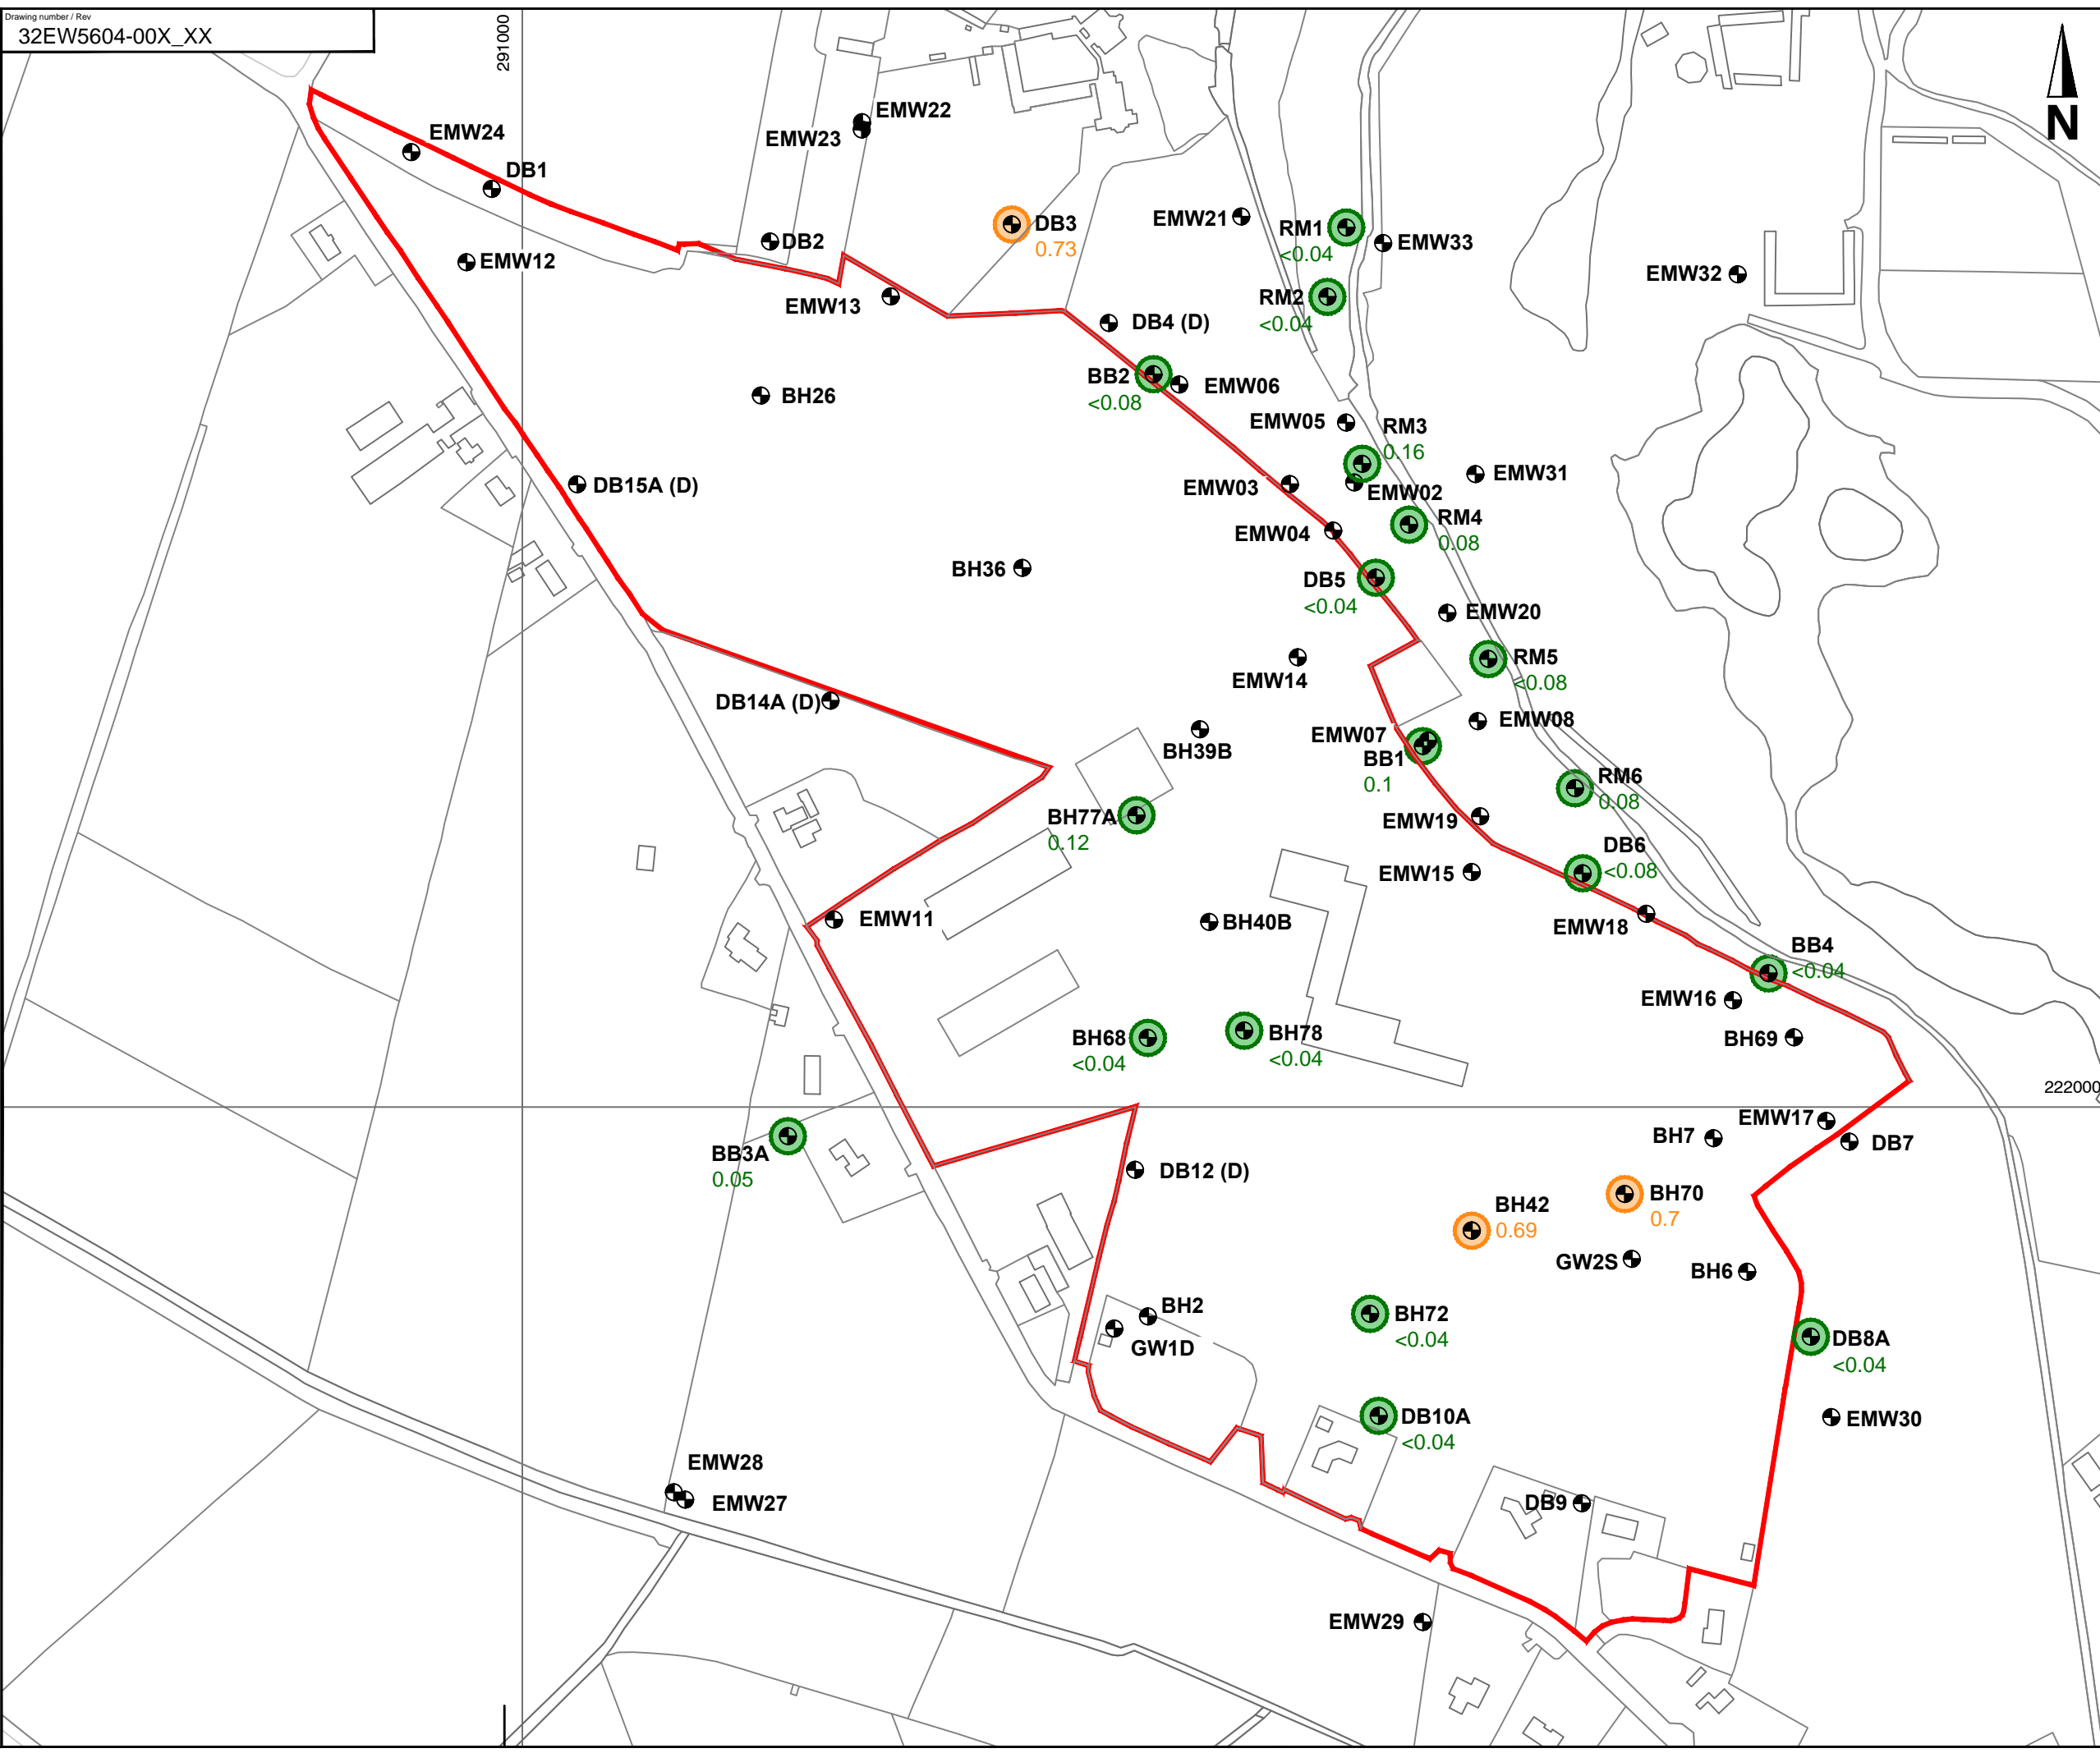 Drawing number / Rev
32EW5604-00X_XX
291000
N
EMW24
EMW22
EMW23
DB1
DB2
EMW12
DB3
0.73
EMW21
RM1
<0.04
EMW33
EMW32
RM2
<0.04
EMW13
DB4 (D)
BB2
<0.08
EMW06
BH26
EMW05
RM3
0.16
EMW31
DB15A (D)
EMW03
EMW02
RM4
0.08
EMW04
BH36
DB5
<0.04
EMW20
EMW14
RM5
<0.08
DB14A (D)
EMW08
EMW07
BB1
0.1
BH39B
RM6
0.08
BH77A
0.12
EMW19
DB6
<0.08
EMW15
EMW11
BH40B
EMW18
BB4
<0.04
EMW16
BH68
<0.04
BH78
<0.04
BH69
222000
EMW17
BH7
DB7
BB3A
0.05
DB12 (D)
BH70
0.7
BH42
0.69
GW2S
BH6
BH2
GW1D
BH72
<0.04
DB8A
<0.04
DB10A
<0.04
EMW30
EMW28
EMW27
DB9
EMW29